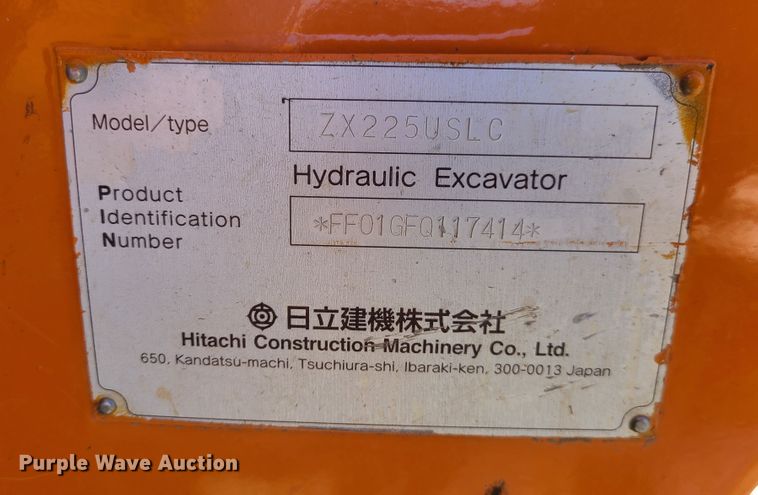 Model/type ZX225USLC
Hydraulic Excavator
Product
Identification
Number
*FF01GFQ117414*
日立建機株式会社
Hitachi Construction Machinery Co., Ltd.
650, Kandatsu-machi, Tsuchiura-shi, Ibaraki-ken, 300-0013 Japan
Purple Wave Auction